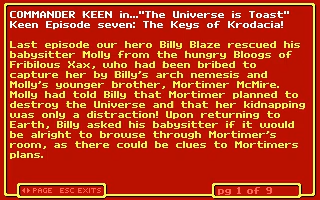 COMMANDER KEEN in..."The Universe is Toast"
Keen Episode seven: The Keys of Krodacia!
Last episode our hero Billy Blaze rescued his
babysitter Molly from the hungry Bloogs of
Fribilous Xax, who had been bribed to
capture her by Billy's arch nemesis and
Molly's younger brother, Mortimer McMire.
Molly had told Billy that Mortimer planned to
destroy the Universe and that her kidnapping
was only a distraction! Upon returning to
Earth, Billy asked his babysitter if it would
be alright to browse through Mortimer's
room, as there could be clues to Mortimers
plans.
PAGE ESC EXITS
pg 1 of 9